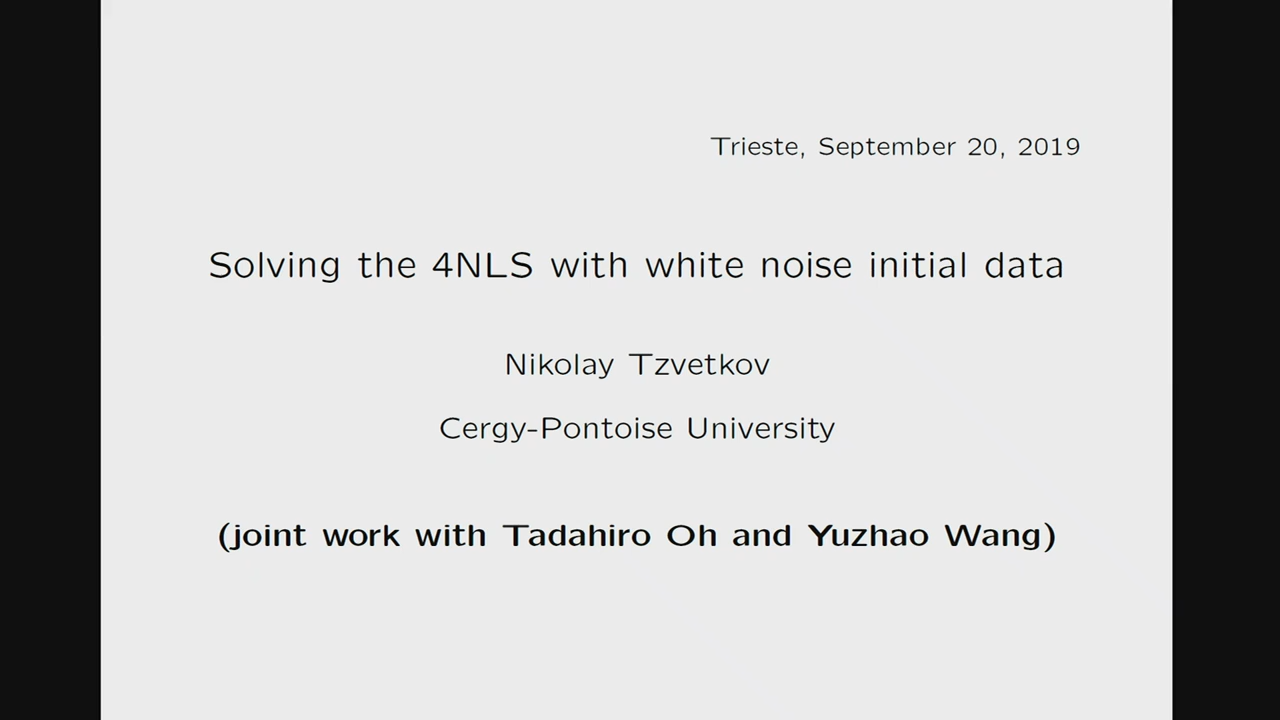 Trieste, September 20, 2019
Solving the 4NLS with white noise initial data
Nikolay Tzvetkov
Cergy-Pontoise University
(joint work with Tadahiro Oh and Yuzhao Wang)